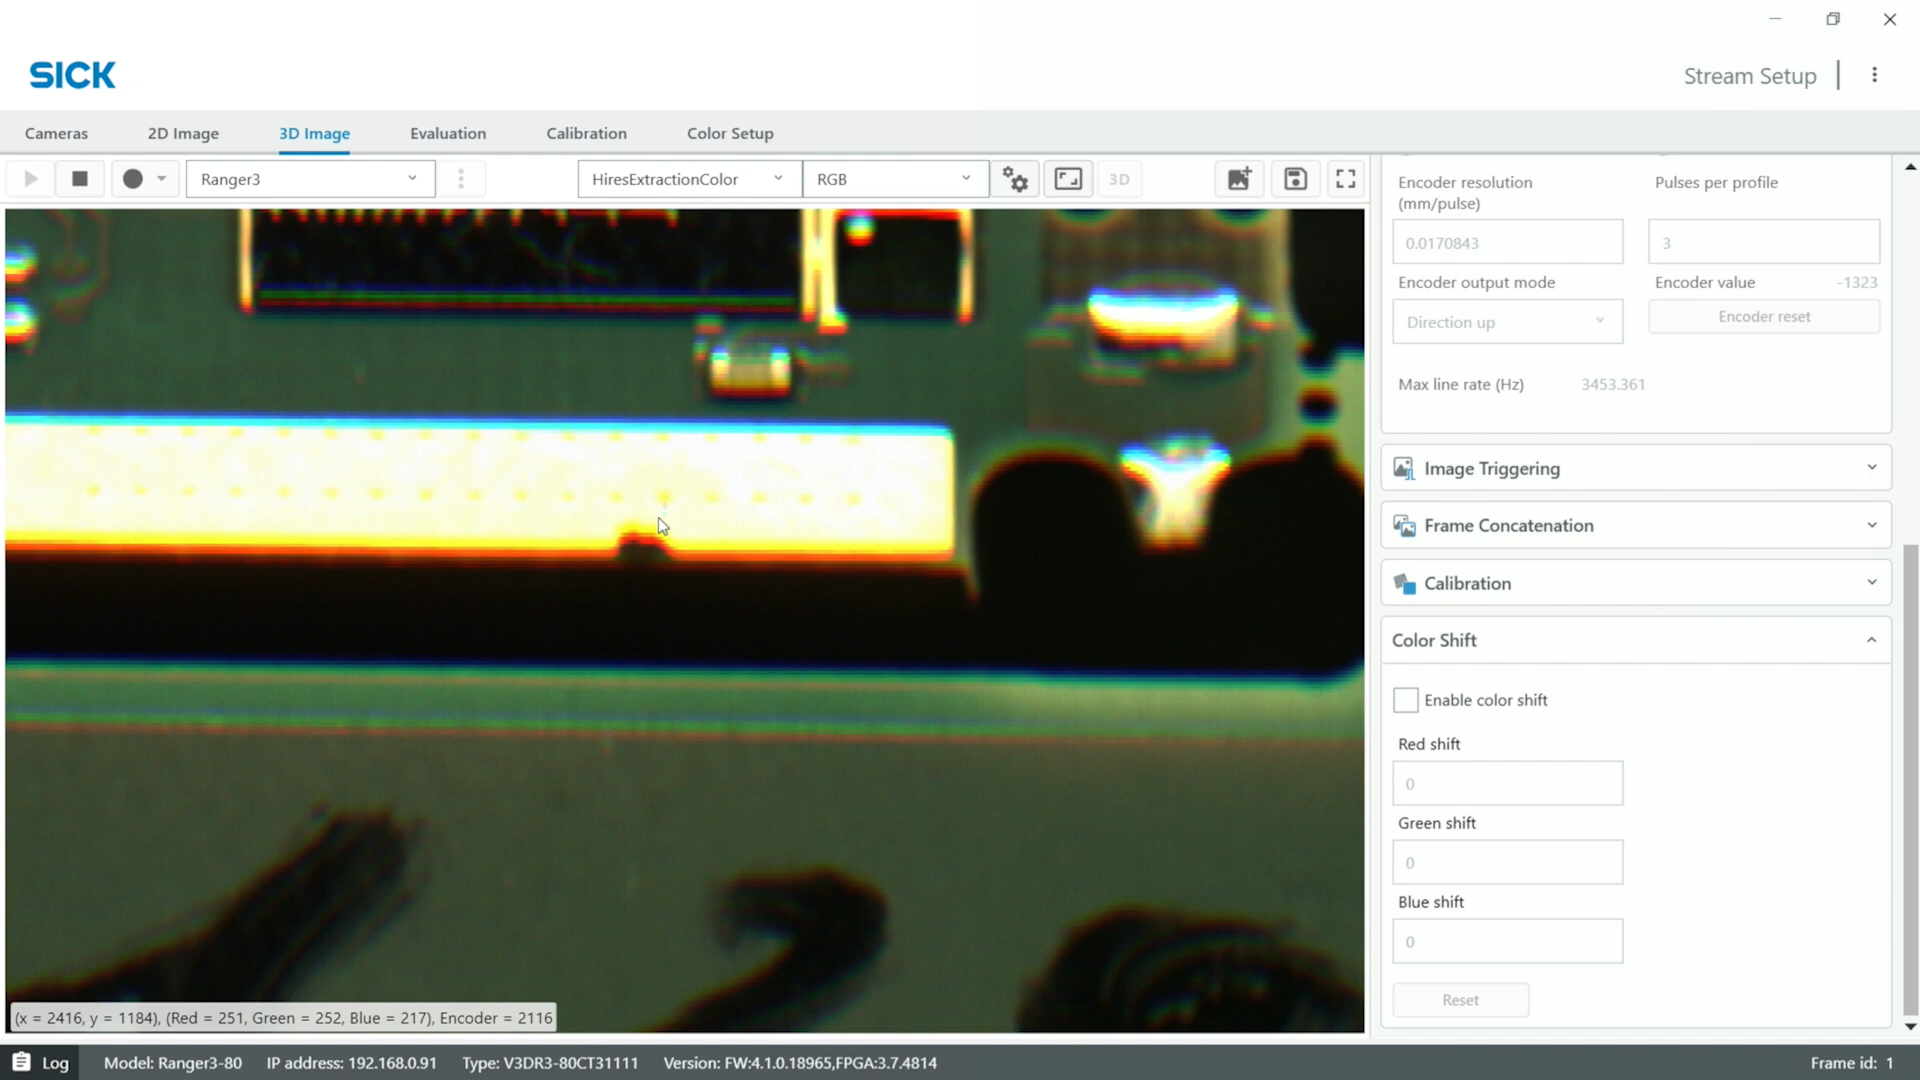 SICK
Stream Setup
Cameras
2D Image
3D Image
Evaluation
Calibration
Color Setup
Ranger3
HiresExtractionColor
RGB
3D
Encoder resolution
(mm/pulse)
Pulses per profile
0.0170843
3
Encoder output mode
Encoder value
-1323
Direction up
Encoder reset
Max line rate (Hz)
3453.361
Image Triggering
Frame Concatenation
Calibration
Color Shift
Enable color shift
Red shift
0
Green shift
0
Blue shift
0
Reset
(x = 2416, y = 1184), (Red = 251, Green = 252, Blue = 217), Encoder = 2116
Log
Model: Ranger3-80
IP address: 192.168.0.91
Type: V3DR3-80CT31111
Version: FW:4.1.0.18965,FPGA:3.7.4814
Frame id: 1